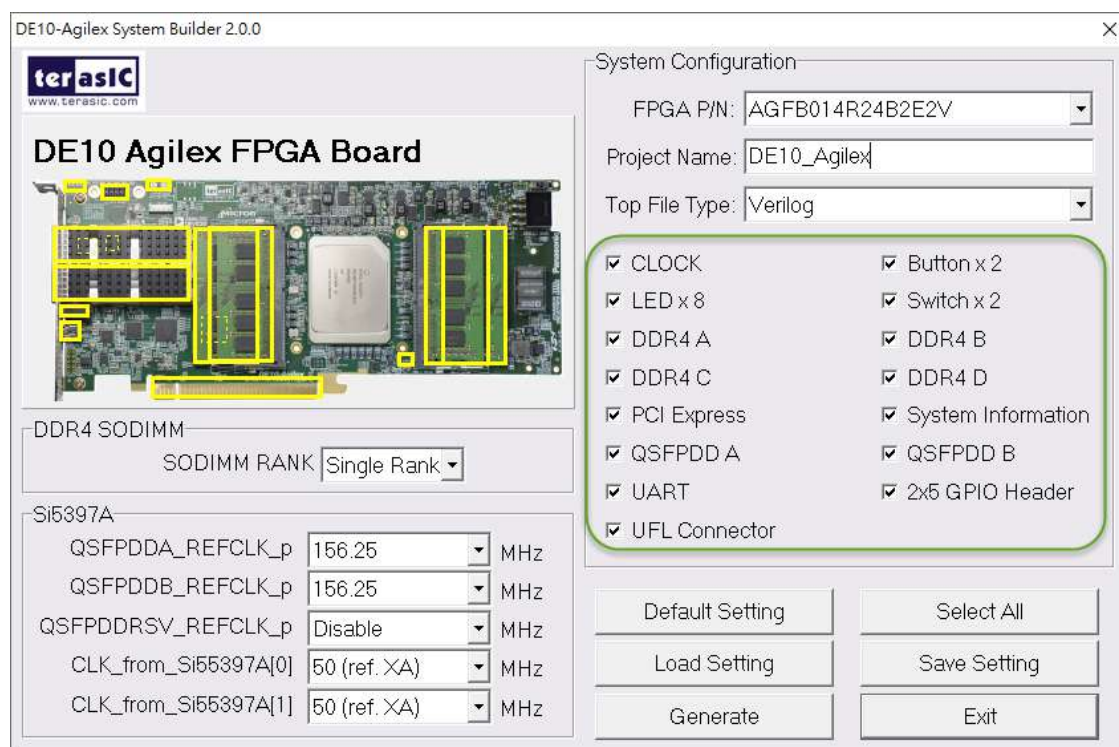 DE10-Agilex System Builder 2.0.0
terasIC
www.terasic.com
DE10 Agilex FPGA Board
MICRON
DDR4 SODIMM
SODIMM RANK Single Rank
Si5397A
QSFPDDA_REFCLK_p 156.25 MHz
QSFPDDB_REFCLK_p 156.25 MHz
QSFPDDRSV_REFCLK_p Disable MHz
CLK_from_Si55397A[0] 50 (ref. XA) MHz
CLK_from_Si55397A[1] 50 (ref. XA) MHz
System Configuration
FPGA P/N: AGFB014R24B2E2V
Project Name: DE10_Agilex
Top File Type: Verilog
CLOCK Button x 2
LED x 8 Switch x 2
DDR4 A DDR4 B
DDR4 C DDR4 D
PCI Express System Information
QSFPDD A QSFPDD B
UART 2x5 GPIO Header
UFL Connector
Default Setting Select All
Load Setting Save Setting
Generate Exit